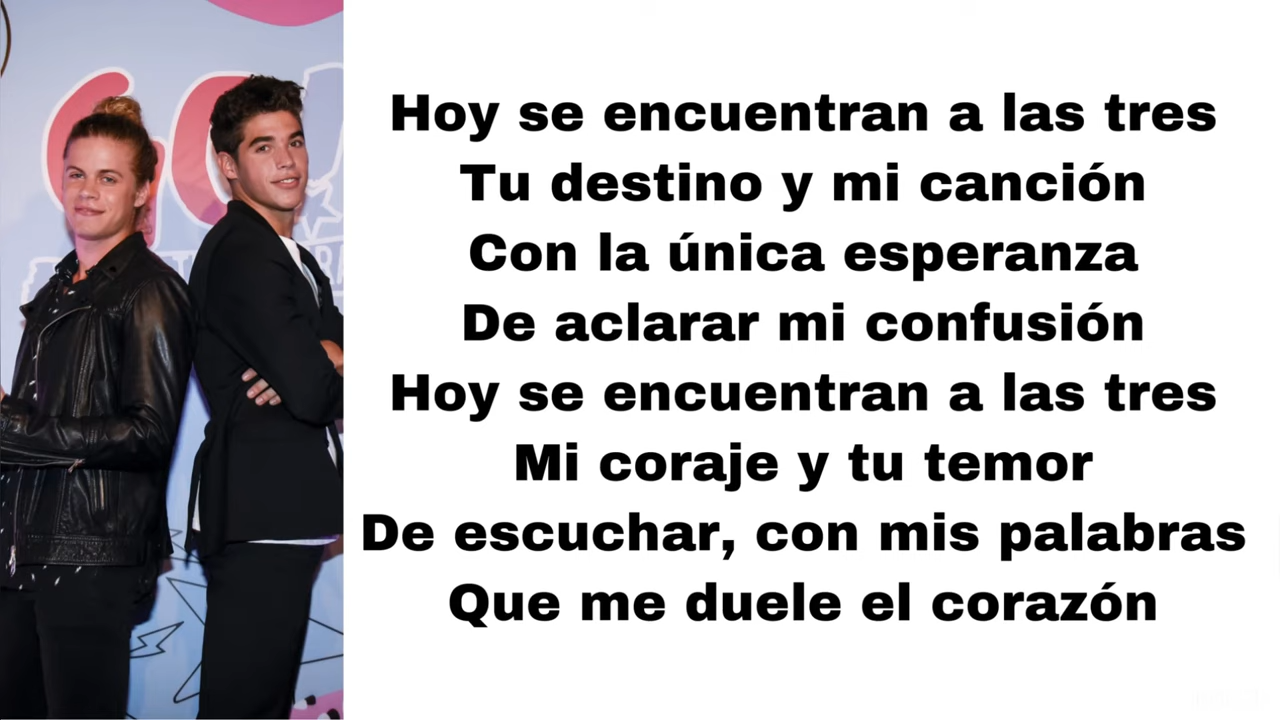 Hoy se encuentran a las tres
Tu destino y mi canción
Con la única esperanza
De aclarar mi confusión
Hoy se encuentran a las tres
Mi coraje y tu temor
De escuchar, con mis palabras
Que me duele el corazón